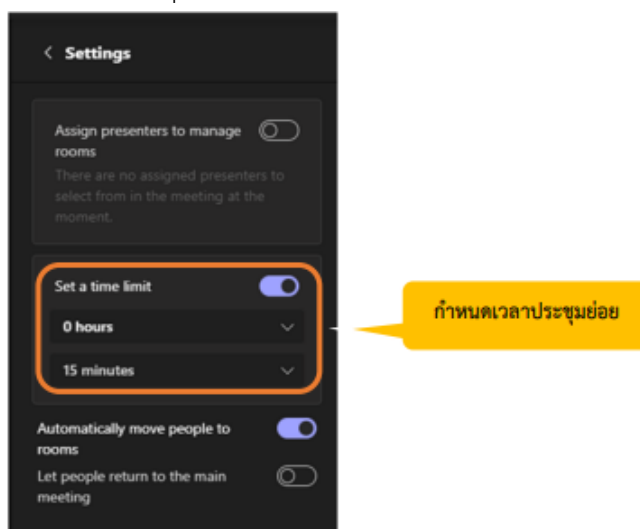 Settings
Assign presenters to manage
rooms
There are no assigned presenters to
select from in the meeting at the
moment.
Set a time limit
0 hours
15 minutes
กำหนดเวลาประชุมย่อย
Automatically move people to
rooms
Let people return to the main
meeting